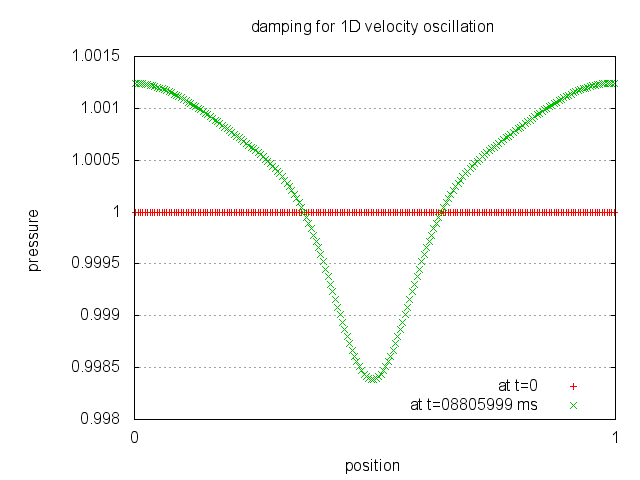 damping for 1D velocity oscillation
1.0015
1.001
1.0005
1
0.9995
0.999
0.9985
0.998
pressure
at t=0
at t=08805999 ms
0 1
position